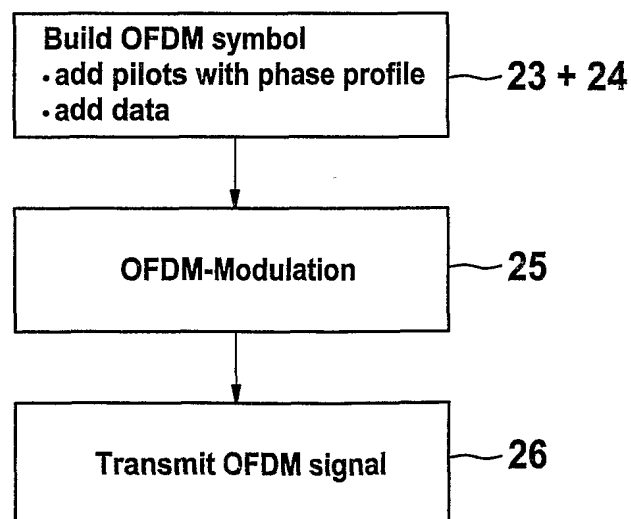 Build OFDM symbol
• add pilots with phase profile
• add data
23 + 24
OFDM-Modulation
25
Transmit OFDM signal
26